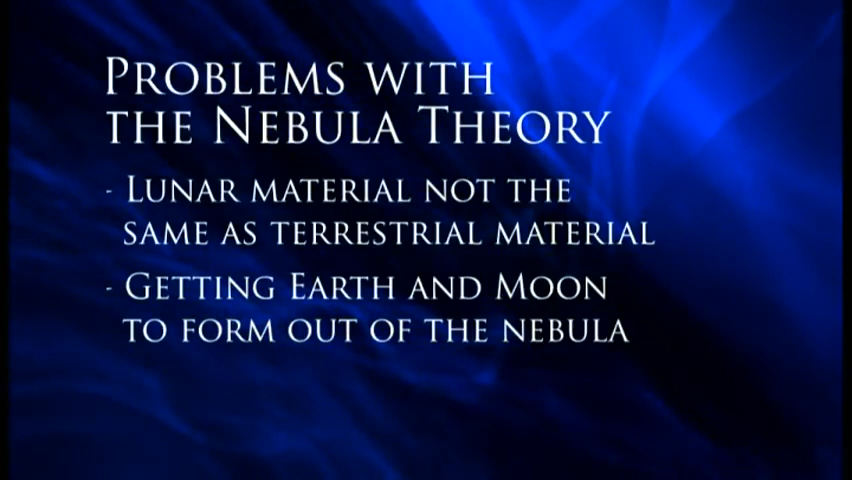 Problems with
the Nebula Theory
- Lunar material not the
same as terrestrial material
- Getting Earth and Moon
to form out of the nebula